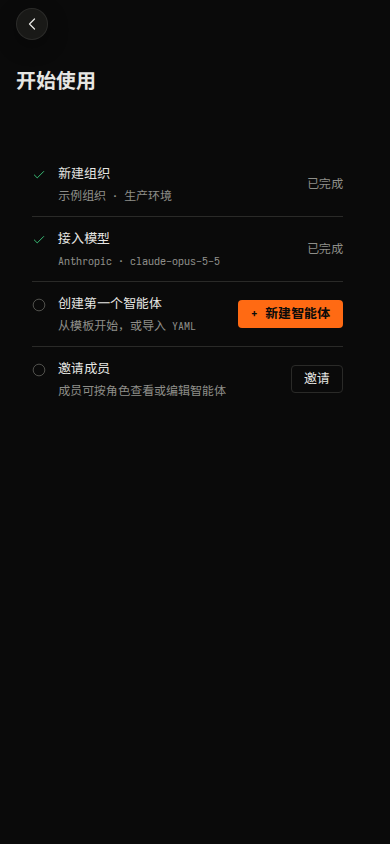 开始使用
新建组织
示例组织 · 生产环境
已完成
接入模型
Anthropic · claude-opus-5-5
已完成
创建第一个智能体
从模板开始，或导入 YAML
+ 新建智能体
邀请成员
成员可按角色查看或编辑智能体
邀请